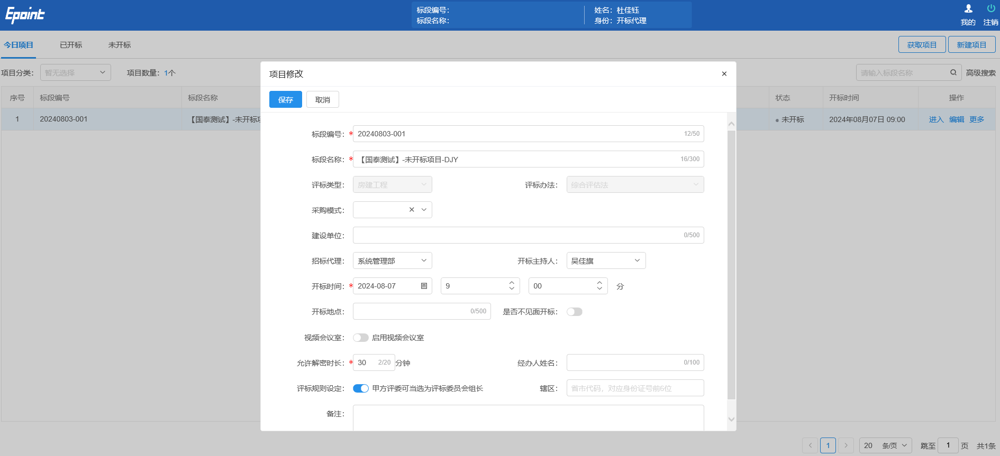 Epoint
标段编号：
标段名称：
姓名：杜佳钰
身份：开标代理
我的
注销
今日项目
已开标
未开标
获取项目
新建项目
项目分类：
暂无选择
项目数量：1个
请输入标段名称
高级搜索
序号
标段编号
标段名称
状态
开标时间
操作
1
20240803-001
【国泰测试】-未开标项
未开标
2024年08月07日 09:00
进入 编辑 更多
项目修改
保存
取消
标段编号：*
20240803-001
12/50
标段名称：*
【国泰测试】-未开标项目-DJY
16/300
评标类型：
房建工程
评标办法：
综合评估法
采购模式：
建设单位：
0/500
招标代理：
系统管理部
开标主持人：
吴佳旗
开标时间：*
2024-08-07
9
00
分
开标地点：
0/500
是否不见面开标：
视频会议室：
启用视频会议室
允许解密时长：*
30
2/20
分钟
经办人姓名：
0/100
评标规则设定：
甲方评委可当选为评标委员会组长
辖区：
省市代码，对应身份证号前6位
备注：
1
20 条/页
跳至 1 页
共1条